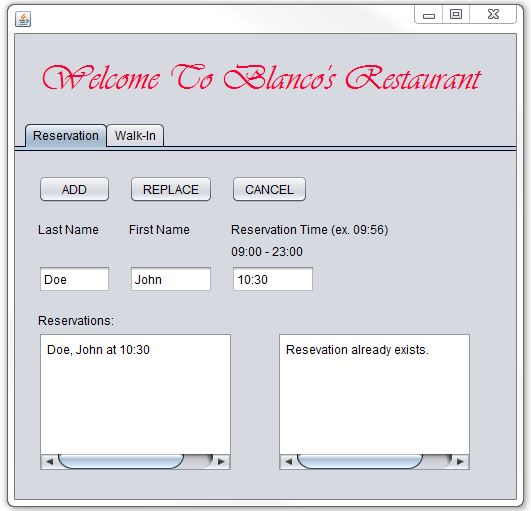 Welcome To Blanco's Restaurant
Reservation Walk-In
ADD REPLACE CANCEL
Last Name First Name Reservation Time (ex. 09:56)
09:00 - 23:00
Doe John 10:30
Reservations:
Doe, John at 10:30 Resevation already exists.